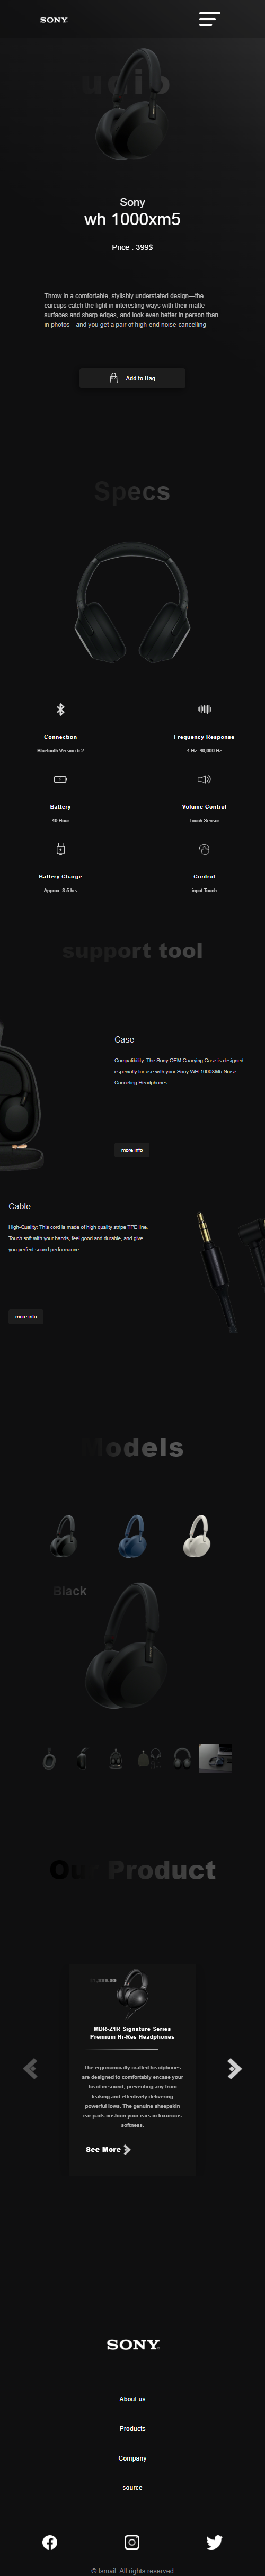 SONY
udio
Sony
wh 1000xm5
Price : 399$
Throw in a comfortable, stylishly understated design—the
earcups catch the light in interesting ways with their matte
surfaces and sharp edges, and look even better in person than
in photos—and you get a pair of high-end noise-cancelling
Add to Bag
Specs
Connection
Frequency Response
Bluetooth Version 5.2
4 Hz-40,000 Hz
Battery
Volume Control
40 Hour
Touch Sensor
Battery Charge
Control
Approx. 3.5 hrs
input Touch
support tool
Case
Compatibility: The Sony OEM Caarying Case is designed
especially for use with your Sony WH-1000XM5 Noise
Canceling Headphones
more info
Cable
High-Quality: This cord is made of high quality stripe TPE line.
Touch soft with your hands, feel good and durable, and give
you perfect sound performance.
more info
Models
Black
Our Product
MDR-Z1R Signature Series
Premium Hi-Res Headphones
The ergonomically crafted headphones
are designed to comfortably encase your
head in sound, preventing any from
leaking and effectively delivering
powerful lows. The genuine sheepskin
ear pads cushion your ears in luxurious
softness.
See More
SONY
About us
Products
Company
source
© Ismail. All rights reserved